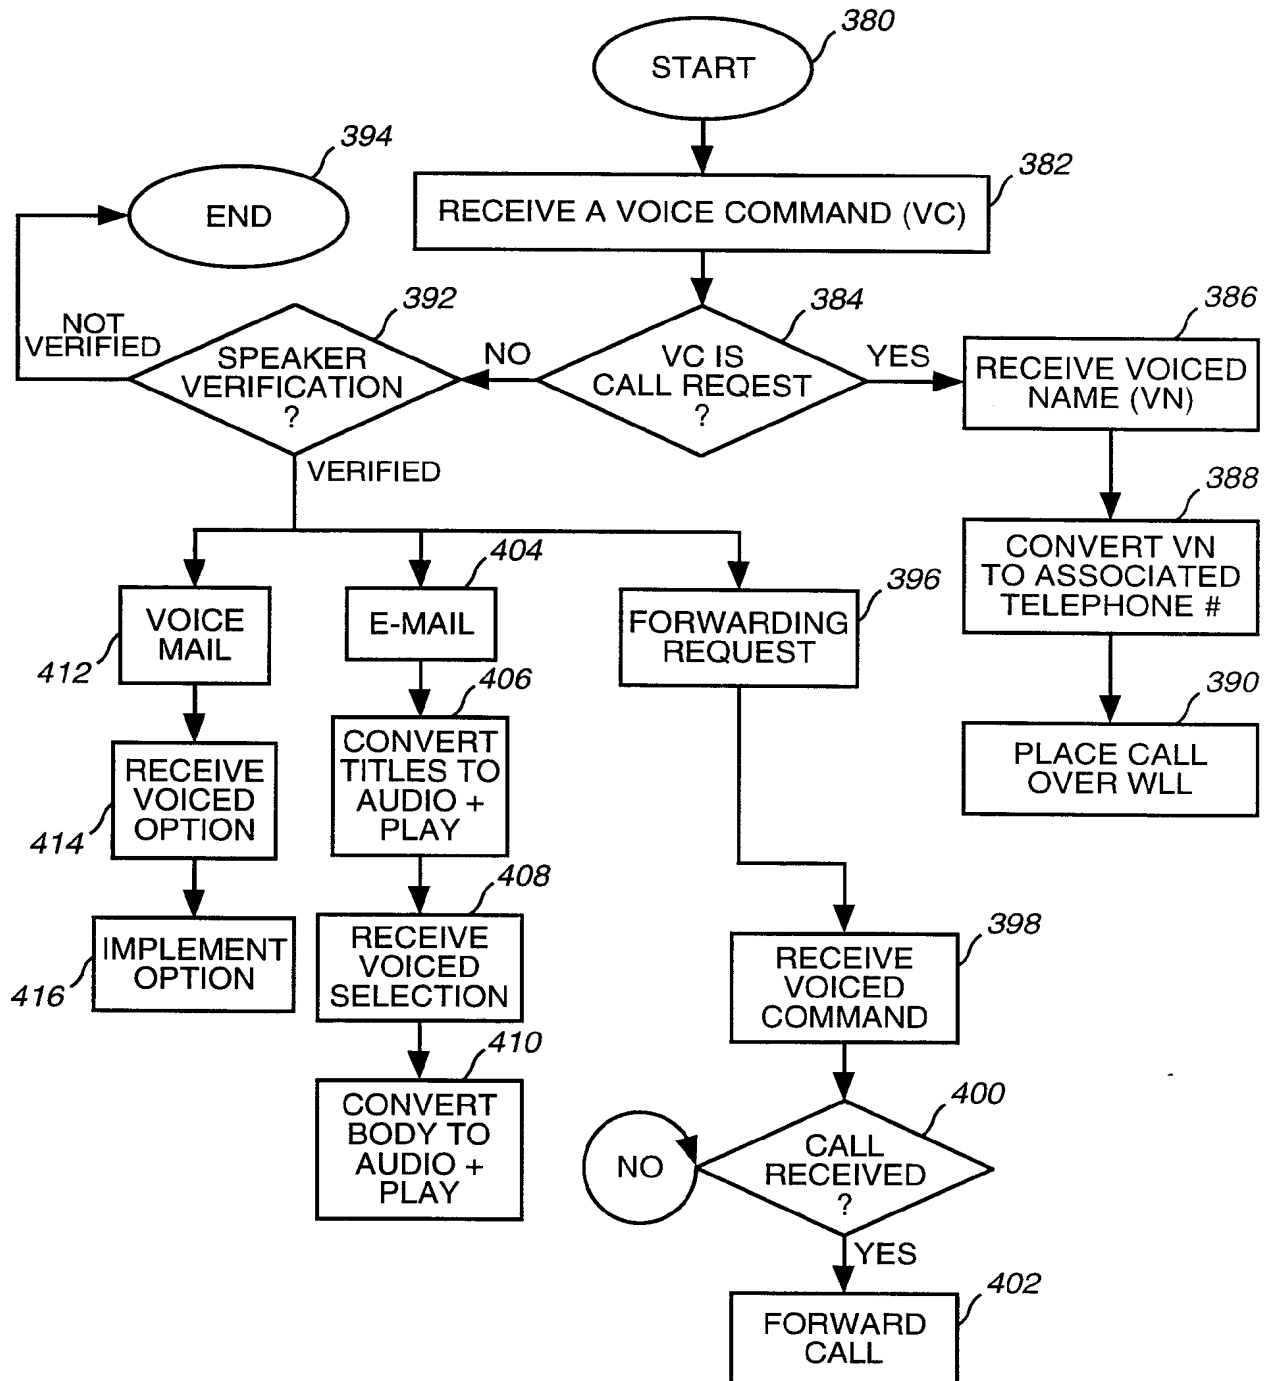 380
START
394
382
END
RECEIVE A VOICE COMMAND (VC)
392
384
386
NOT
VERIFIED
SPEAKER
VERIFICATION
?
NO
VC IS
CALL REQEST
?
YES
RECEIVE VOICED
NAME (VN)
VERIFIED
388
CONVERT VN
TO ASSOCIATED
TELEPHONE #
404
396
VOICE
MAIL
412
E-MAIL
FORWARDING
REQUEST
390
PLACE CALL
OVER WLL
406
RECEIVE
VOICED
OPTION
414
CONVERT
TITLES TO
AUDIO +
PLAY
408
398
IMPLEMENT
OPTION
416
RECEIVE
VOICED
SELECTION
RECEIVE
VOICED
COMMAND
410
CONVERT
BODY TO
AUDIO +
PLAY
400
NO
CALL
RECEIVED
?
YES
402
FORWARD
CALL